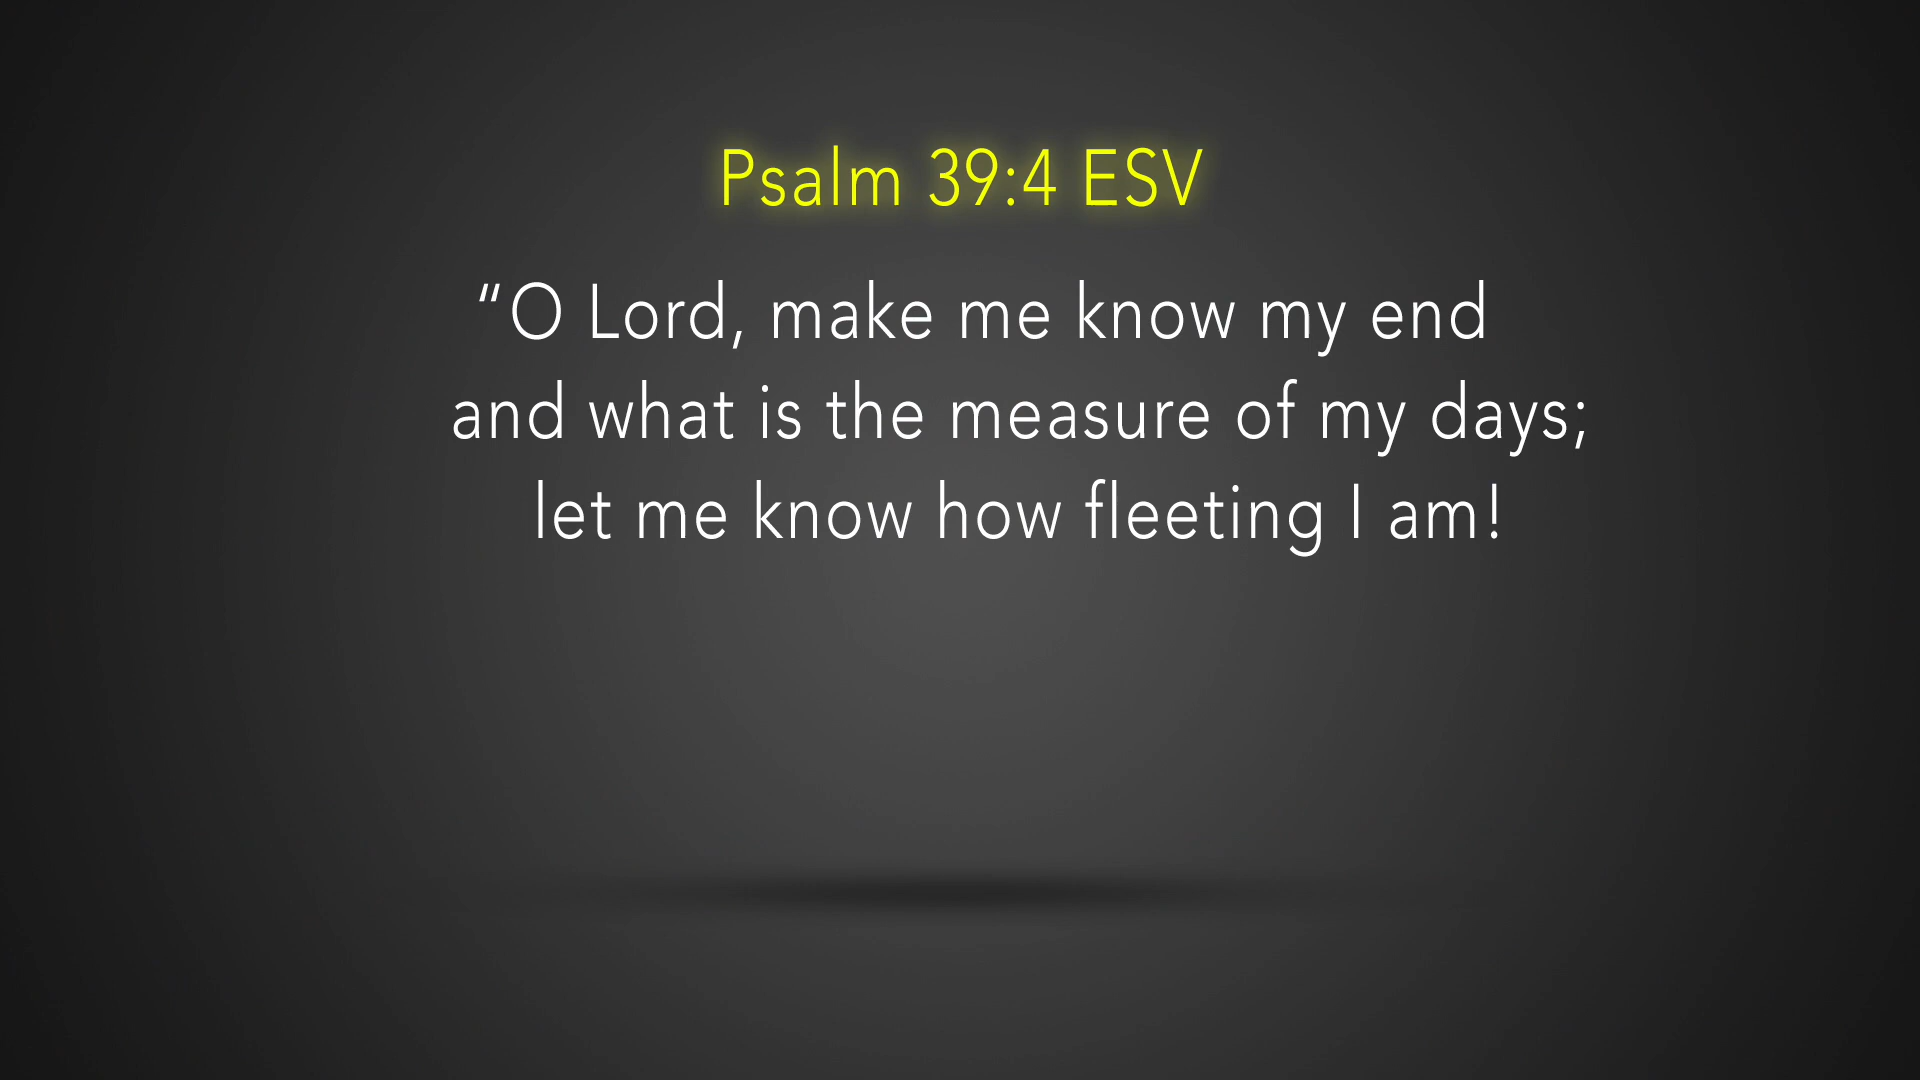 Psalm 39:4 ESV
“O Lord, make me know my end
and what is the measure of my days;
let me know how fleeting I am!